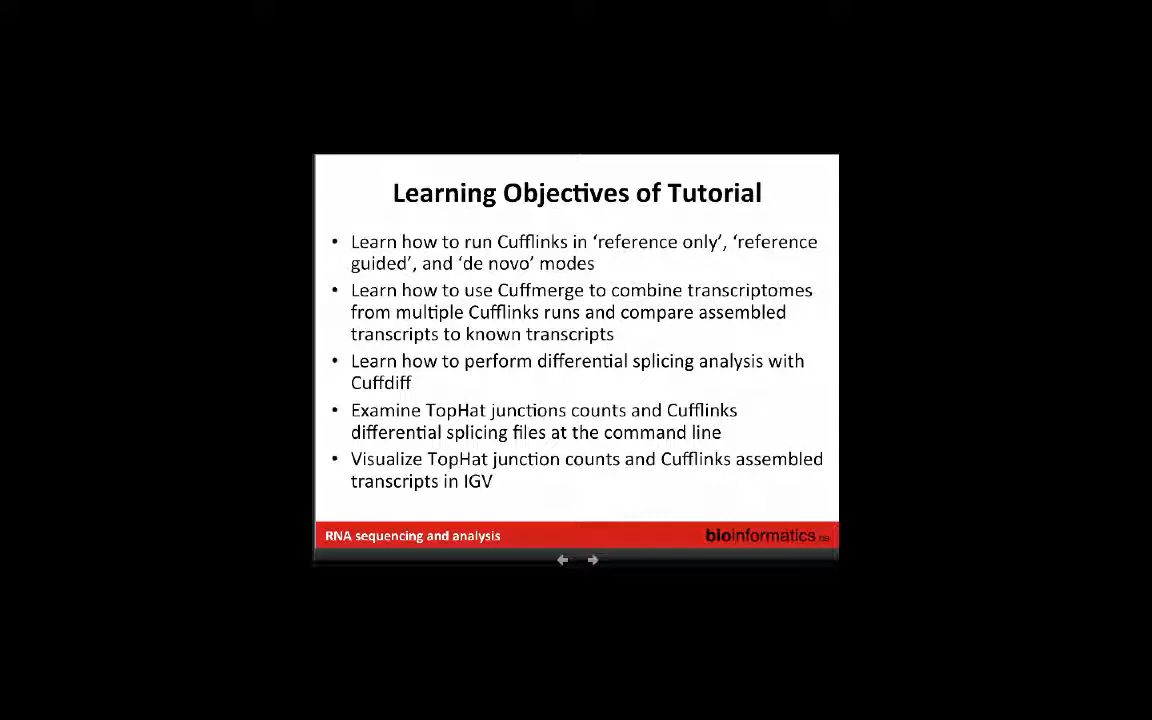 Learning Objectives of Tutorial
• Learn how to run Cufflinks in ‘reference only’, ‘reference
guided’, and ‘de novo’ modes
• Learn how to use Cuffmerge to combine transcriptomes
from multiple Cufflinks runs and compare assembled
transcripts to known transcripts
• Learn how to perform differential splicing analysis with
Cuffdiff
• Examine TopHat junctions counts and Cufflinks
differential splicing files at the command line
• Visualize TopHat junction counts and Cufflinks assembled
transcripts in IGV
RNA sequencing and analysis
bioinformatics